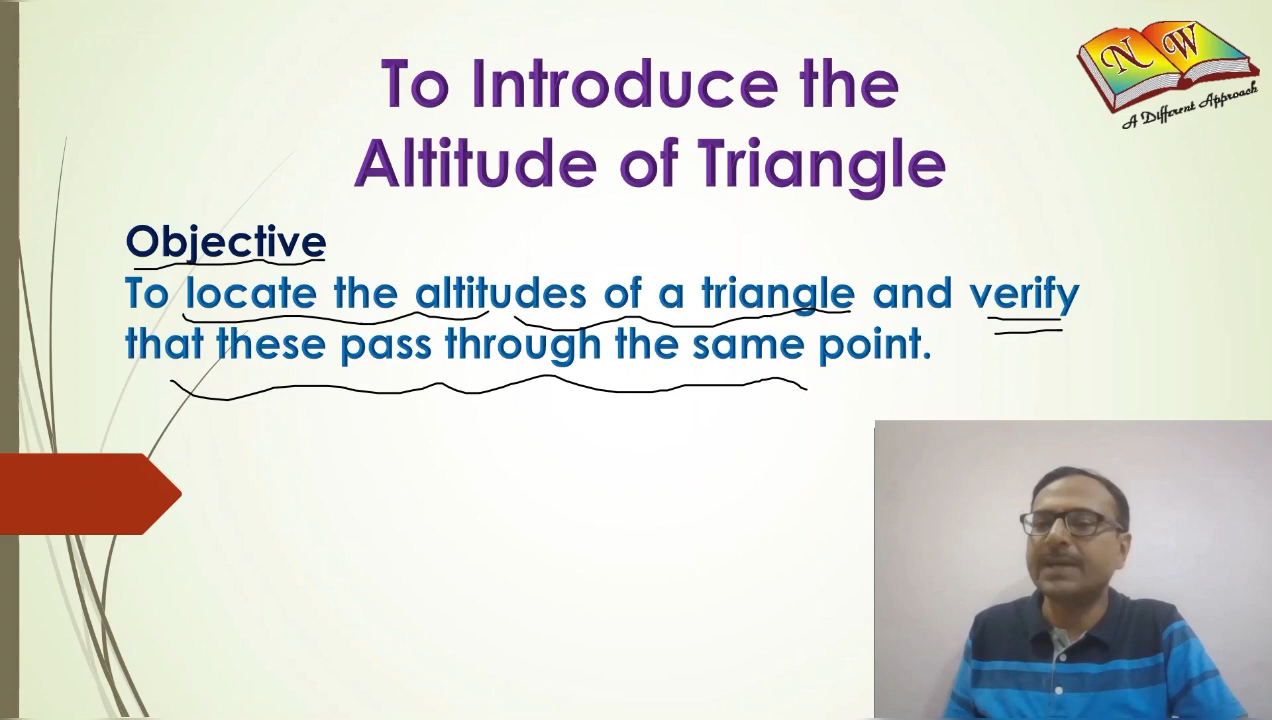 N W
A Different Approach
To Introduce the
Altitude of Triangle
Objective
To locate the altitudes of a triangle and verify
that these pass through the same point.